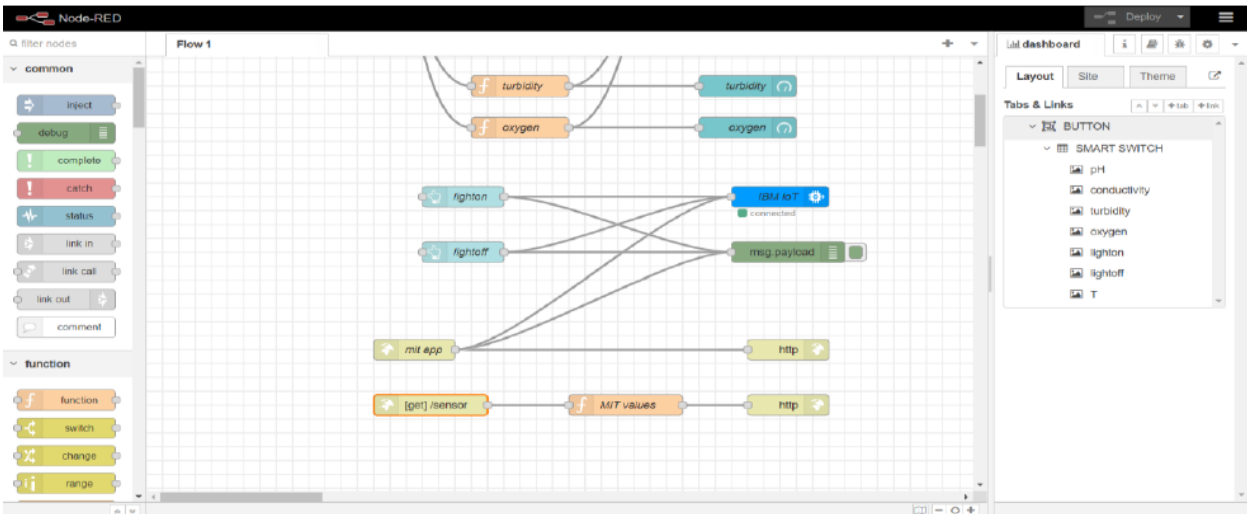 Node-RED
Deploy
filter nodes
Flow 1
dashboard
common
inject
debug
complete
catch
status
link in
link call
link out
comment
function
function
switch
change
range
turbidity
turbidity
oxygen
oxygen
lighton
IBM IoT
connected
lightoff
msg.payload
mit app
http
[get] /sensor
MIT values
http
Layout
Site
Theme
Tabs & Links
tab
link
BUTTON
SMART SWITCH
pH
conductivity
turbidity
oxygen
lighton
lightoff
T